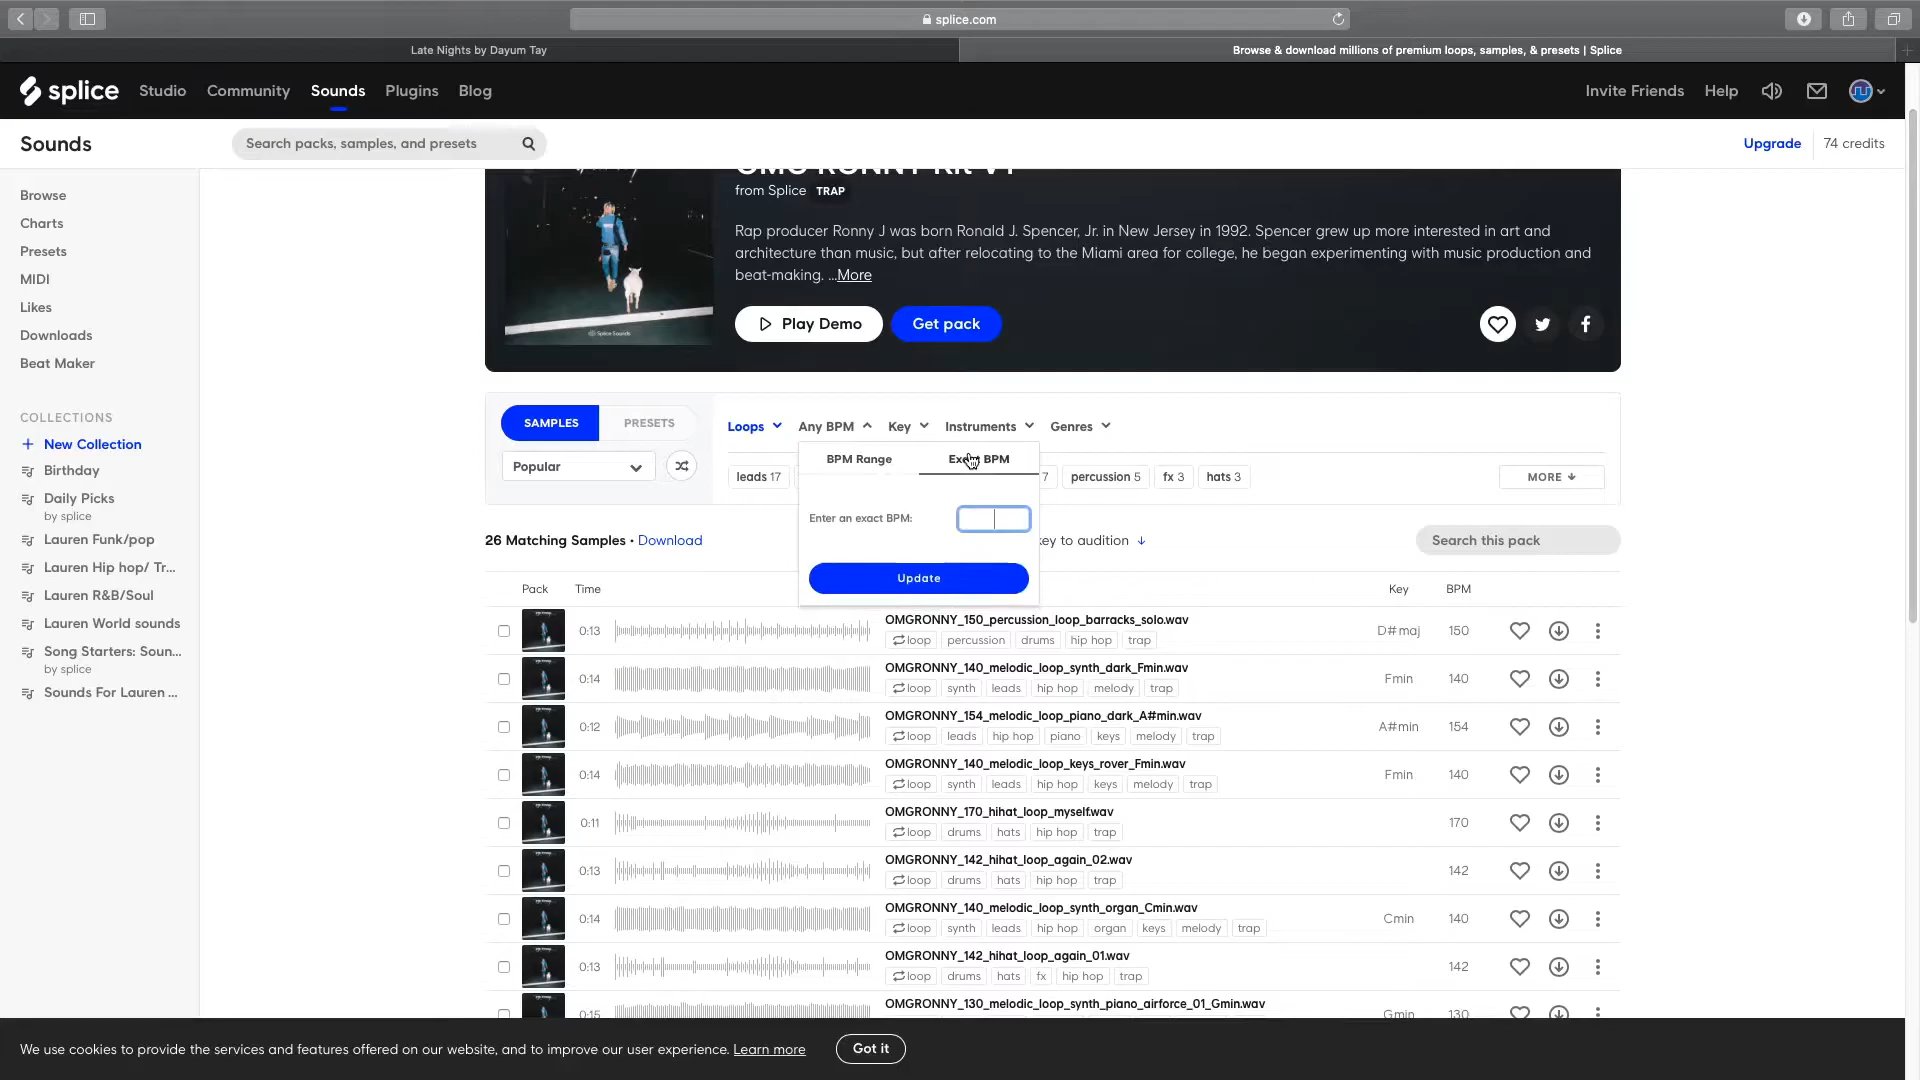 splice.com
Late Nights by Dayum Tay
Browse & download millions of premium loops, samples, & presets | Splice
splice Studio Community Sounds Plugins Blog Invite Friends Help
Sounds Search packs, samples, and presets Upgrade 74 credits
Browse
Charts
Presets
MIDI
Likes
Downloads
Beat Maker
COLLECTIONS
+ New Collection
Birthday
Daily Picks
by splice
Lauren Funk/pop
Lauren Hip hop/ Tr...
Lauren R&B/Soul
Lauren World sounds
Song Starters: Soun...
by splice
Sounds For Lauren ...
OMG RONNY Kit V1
from Splice TRAP
Rap producer Ronny J was born Ronald J. Spencer, Jr. in New Jersey in 1992. Spencer grew up more interested in art and
architecture than music, but after relocating to the Miami area for college, he began experimenting with music production and
beat-making. ...More
Play Demo Get pack
Splice Sounds
SAMPLES PRESETS Loops Any BPM Key Instruments Genres
BPM Range Exact BPM
Popular leads 17 7 percussion 5 fx 3 hats 3 MORE
Enter an exact BPM:
26 Matching Samples • Download key to audition ↓ Search this pack
Update
Pack Time Key BPM
0:13 OMGRONNY_150_percussion_loop_barracks_solo.wav D#maj 150
loop percussion drums hip hop trap
0:14 OMGRONNY_140_melodic_loop_synth_dark_Fmin.wav Fmin 140
loop synth leads hip hop melody trap
0:12 OMGRONNY_154_melodic_loop_piano_dark_A#min.wav A#min 154
loop leads hip hop piano keys melody trap
0:14 OMGRONNY_140_melodic_loop_keys_rover_Fmin.wav Fmin 140
loop synth leads hip hop keys melody trap
0:11 OMGRONNY_170_hihat_loop_myself.wav 170
loop drums hats hip hop trap
0:13 OMGRONNY_142_hihat_loop_again_02.wav 142
loop drums hats hip hop trap
0:14 OMGRONNY_140_melodic_loop_synth_organ_Cmin.wav Cmin 140
loop synth leads hip hop organ keys melody trap
0:13 OMGRONNY_142_hihat_loop_again_01.wav 142
loop drums hats fx hip hop trap
0:15 OMGRONNY_130_melodic_loop_synth_piano_airforce_01_Gmin.wav Gmin 130
We use cookies to provide the services and features offered on our website, and to improve our user experience. Learn more Got it